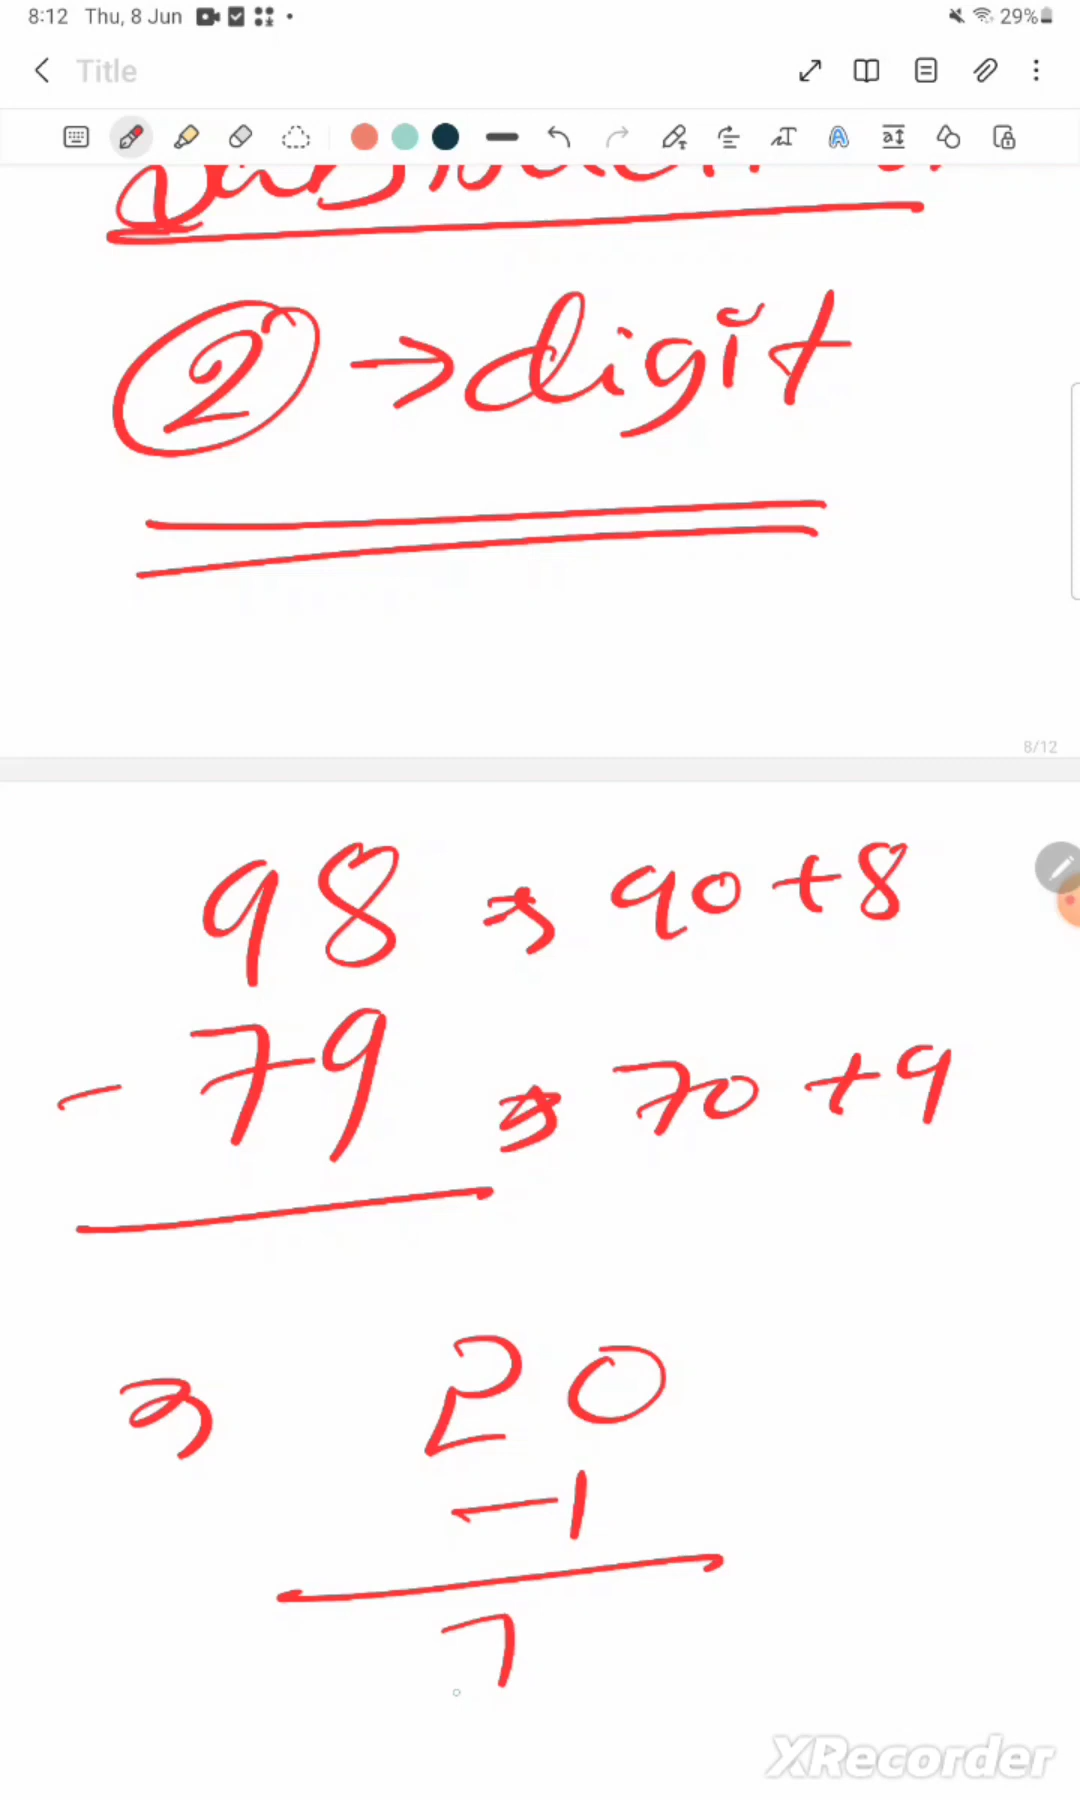 8:12 Thu, 8 Jun 29%
Title
2 → digit
8/12
98 ⇒ 90 + 8
- 79 ⇒ 70 + 9
⇒ 20
- 1
XRecorder